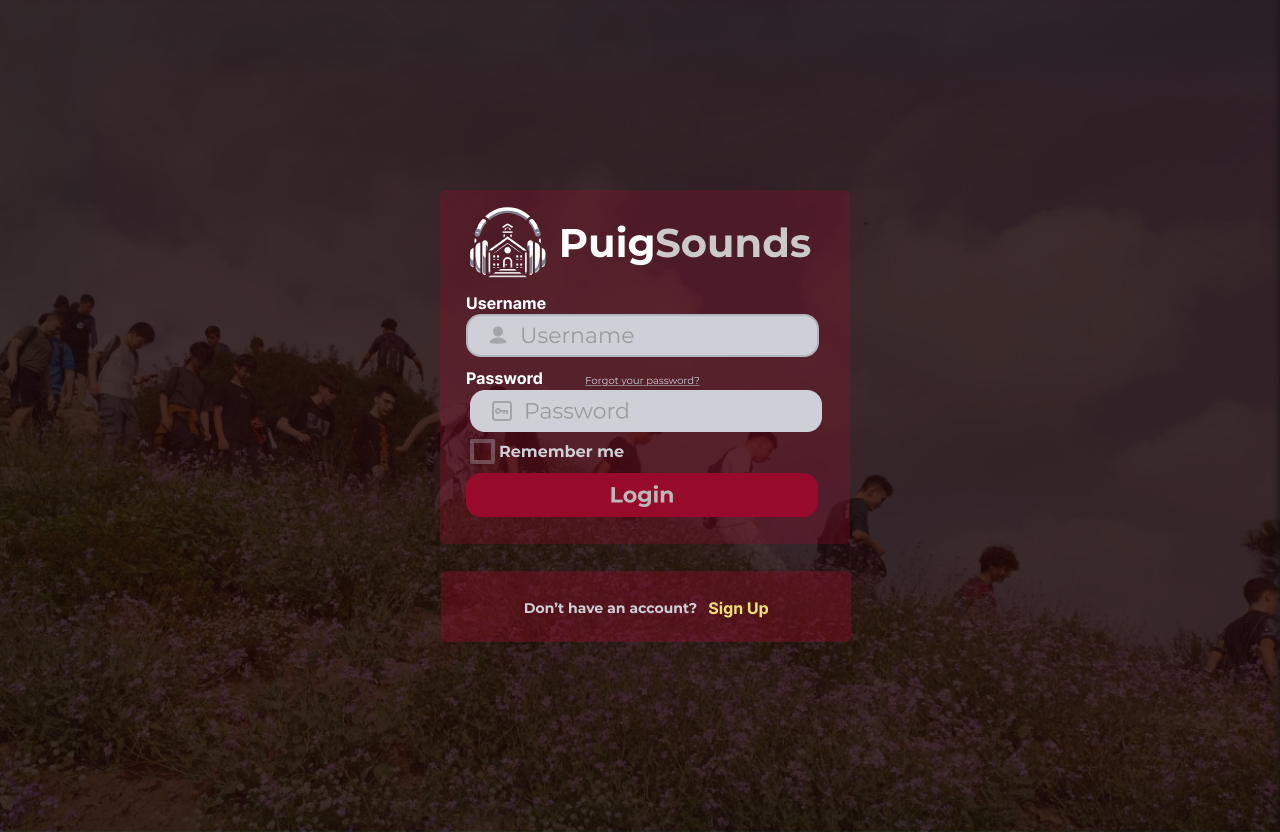 PuigSounds
Username
Username
Password Forgot your password?
Password
Remember me
Login
Don’t have an account? Sign Up